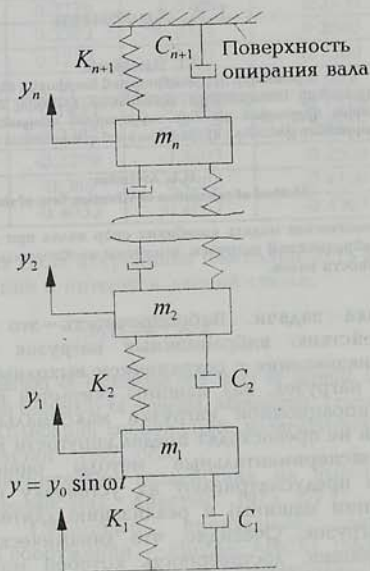 Поверхность
опирания вала
K_{n+1}
C_{n+1}
y_n
m_n
y_2
m_2
K_2
C_2
y_1
m_1
y = y_0 sin ωt
K_1
C_1